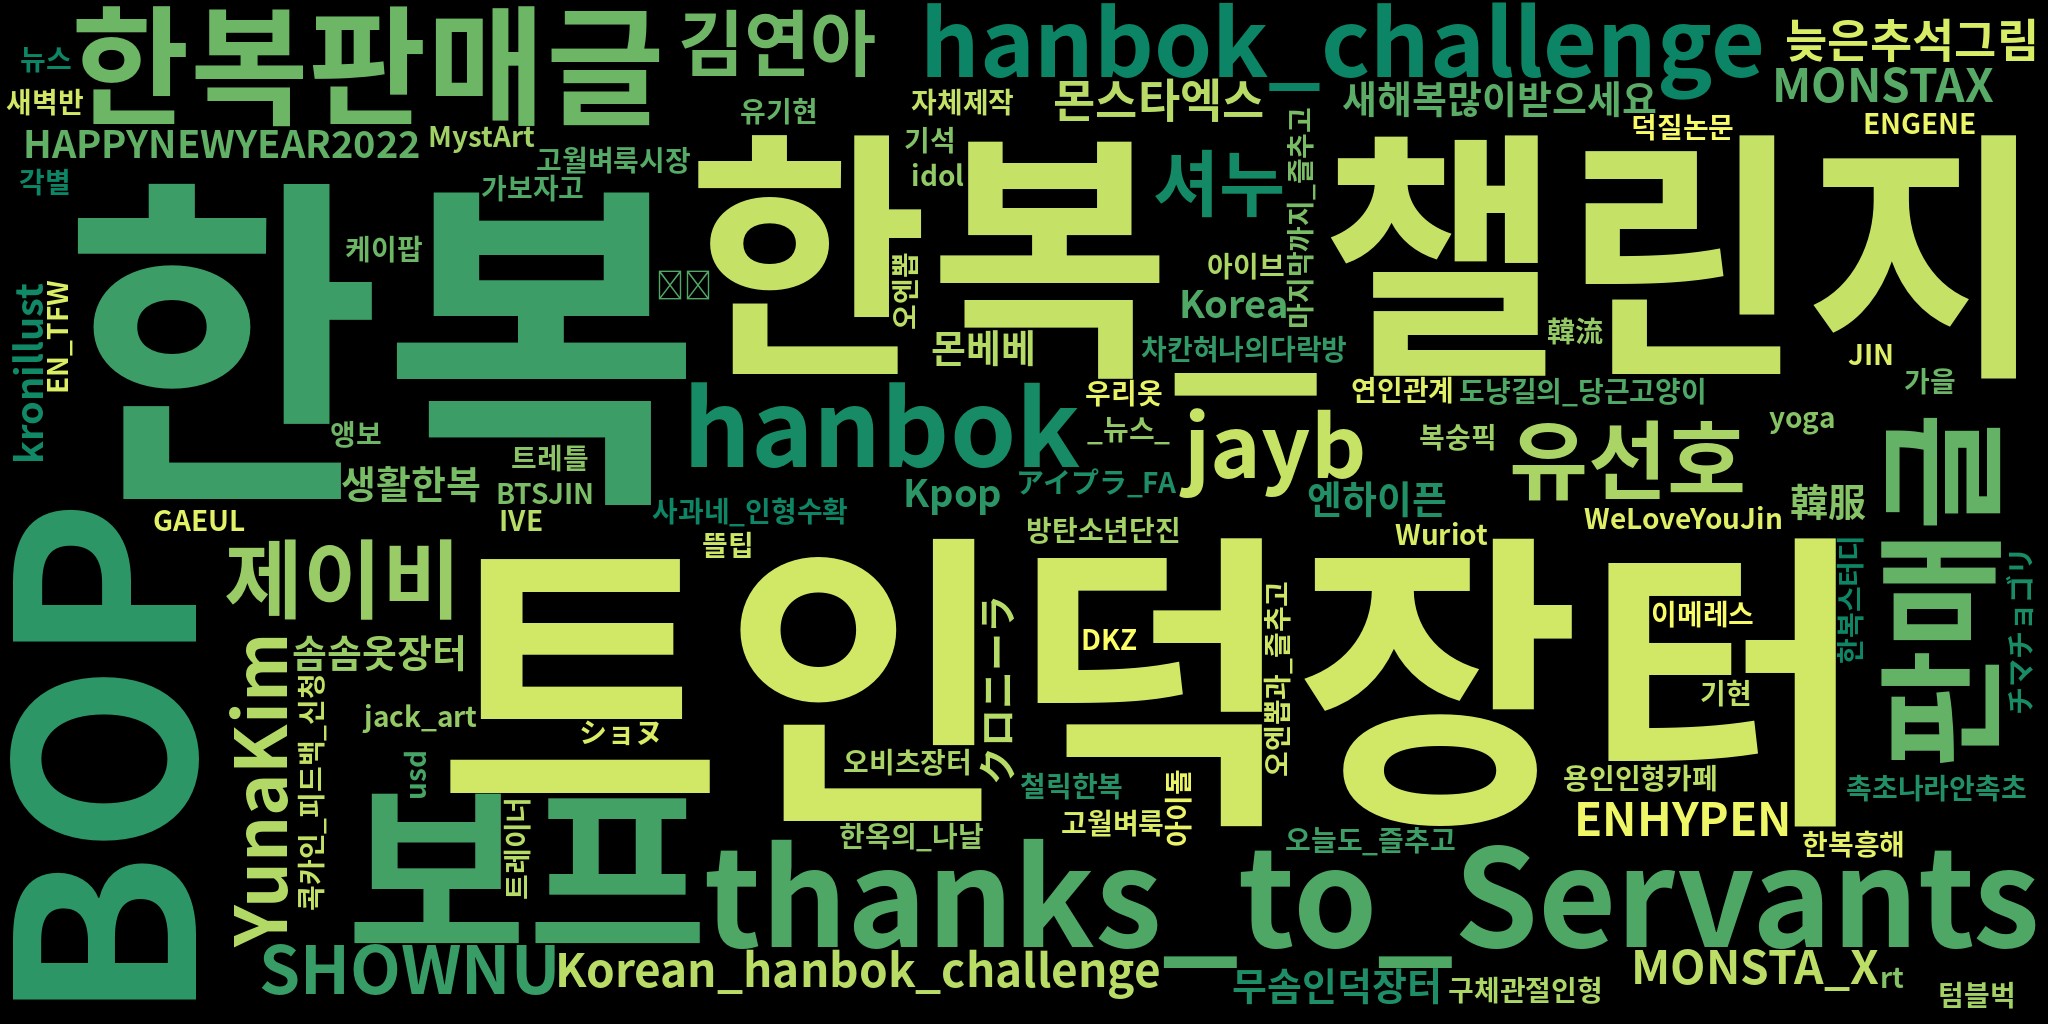 한복판매글
김연아
hanbok_challenge
늦은추석그림
뉴스
새벽반
유기현
자체제작
몬스타엑스
새해복많이받으세요
MONSTAX
HAPPYNEWYEAR2022
MystArt
고월벼룩시장
기석
덕질논문
ENGENE
각별
가보자고
idol
셔누
마지막까지_즐추고
한복
한복_챌린지
케이팝
오엔뽑
아이브
Korea
kronillust
EN_TFW
몬베베
차칸혀나의다락방
韓流
JIN
우리옷
연인관계
도냥길의_당근고양이
가을
hanbok
_뉴스_
jayb
복숭픽
유선호
yoga
앵보
트레틀
생활한복
BTSJIN
Kpop
アイプラ_FA
엔하이픈
韓服
틀판매
GAEUL
IVE
사과네_인형수확
뜰팁
방탄소년단진
Wuriot
WeLoveYouJin
BOP
제이비
트인덕장터
クロニーラ
DKZ
오엔뽑과_즐추고
이메레스
한복스터디
チマチョゴリ
YunaKim
솜솜옷장터
목카인_피드백_신청
jack_art
ショヌ
기현
usd
오비츠장터
철릭한복
아이돌
용인인형카페
촉초나라안촉초
트_보프
트레이너
한옥의_나날
고월벼룩
오늘도_즐추고
ENHYPEN
한복흥해
thanks_to_Servants
SHOWNU
Korean_hanbok_challenge
무솜인덕장터
구체관절인형
MONSTA_X
rt
텀블벅